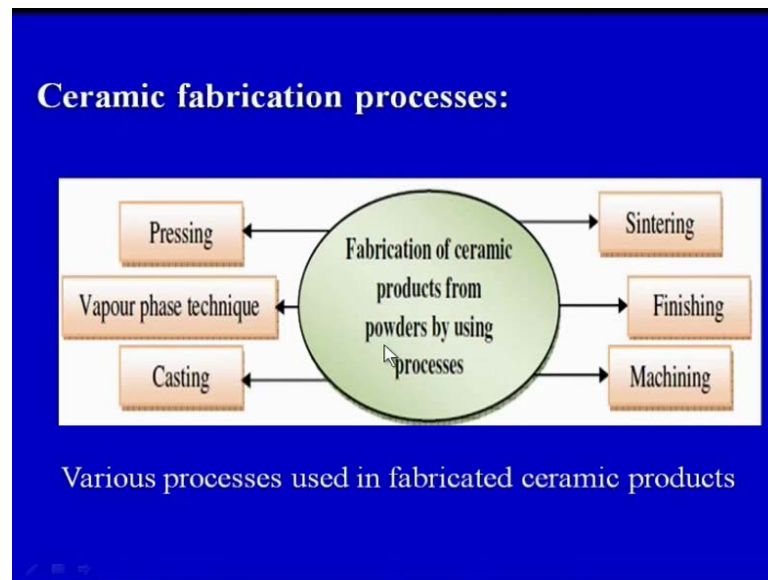 Ceramic fabrication processes:
Pressing
Vapour phase technique
Casting
Fabrication of ceramic
products from
powders by using
processes
Sintering
Finishing
Machining
Various processes used in fabricated ceramic products